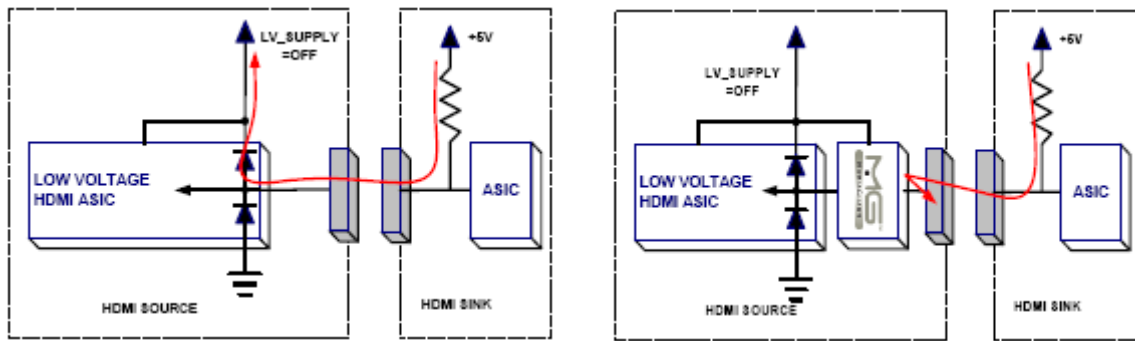 LV_SUPPLY
=OFF
+5V
LOW VOLTAGE
HDMI ASIC
ASIC
HDMI SOURCE
HDMI SINK
LV_SUPPLY
=OFF
+5V
LOW VOLTAGE
HDMI ASIC
MG
ASIC
HDMI SOURCE
HDMI SINK